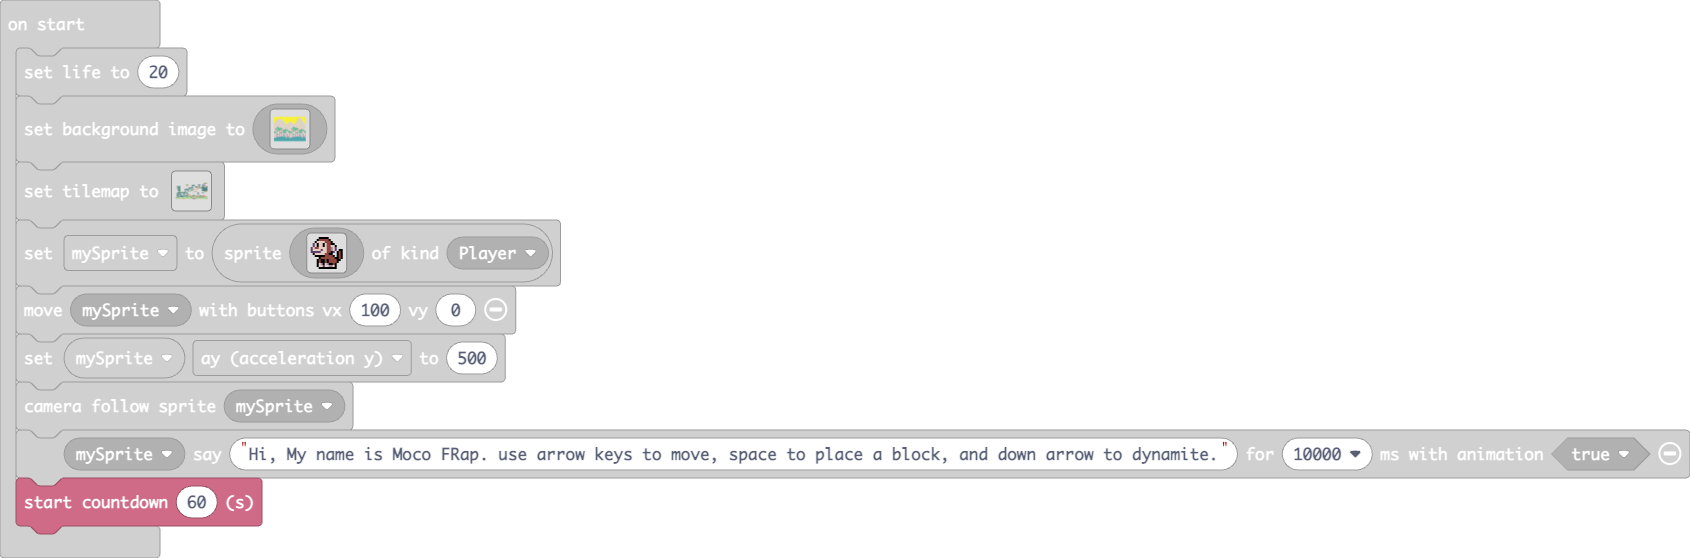 on start
set life to 20
set background image to
set tilemap to
set mySprite to sprite of kind Player
move mySprite with buttons vx 100 vy 0
set mySprite ay (acceleration y) to 500
camera follow sprite mySprite
mySprite say "Hi, My name is Moco FRap. use arrow keys to move, space to place a block, and down arrow to dynamite." for 10000 ms with animation true
start countdown 60 (s)